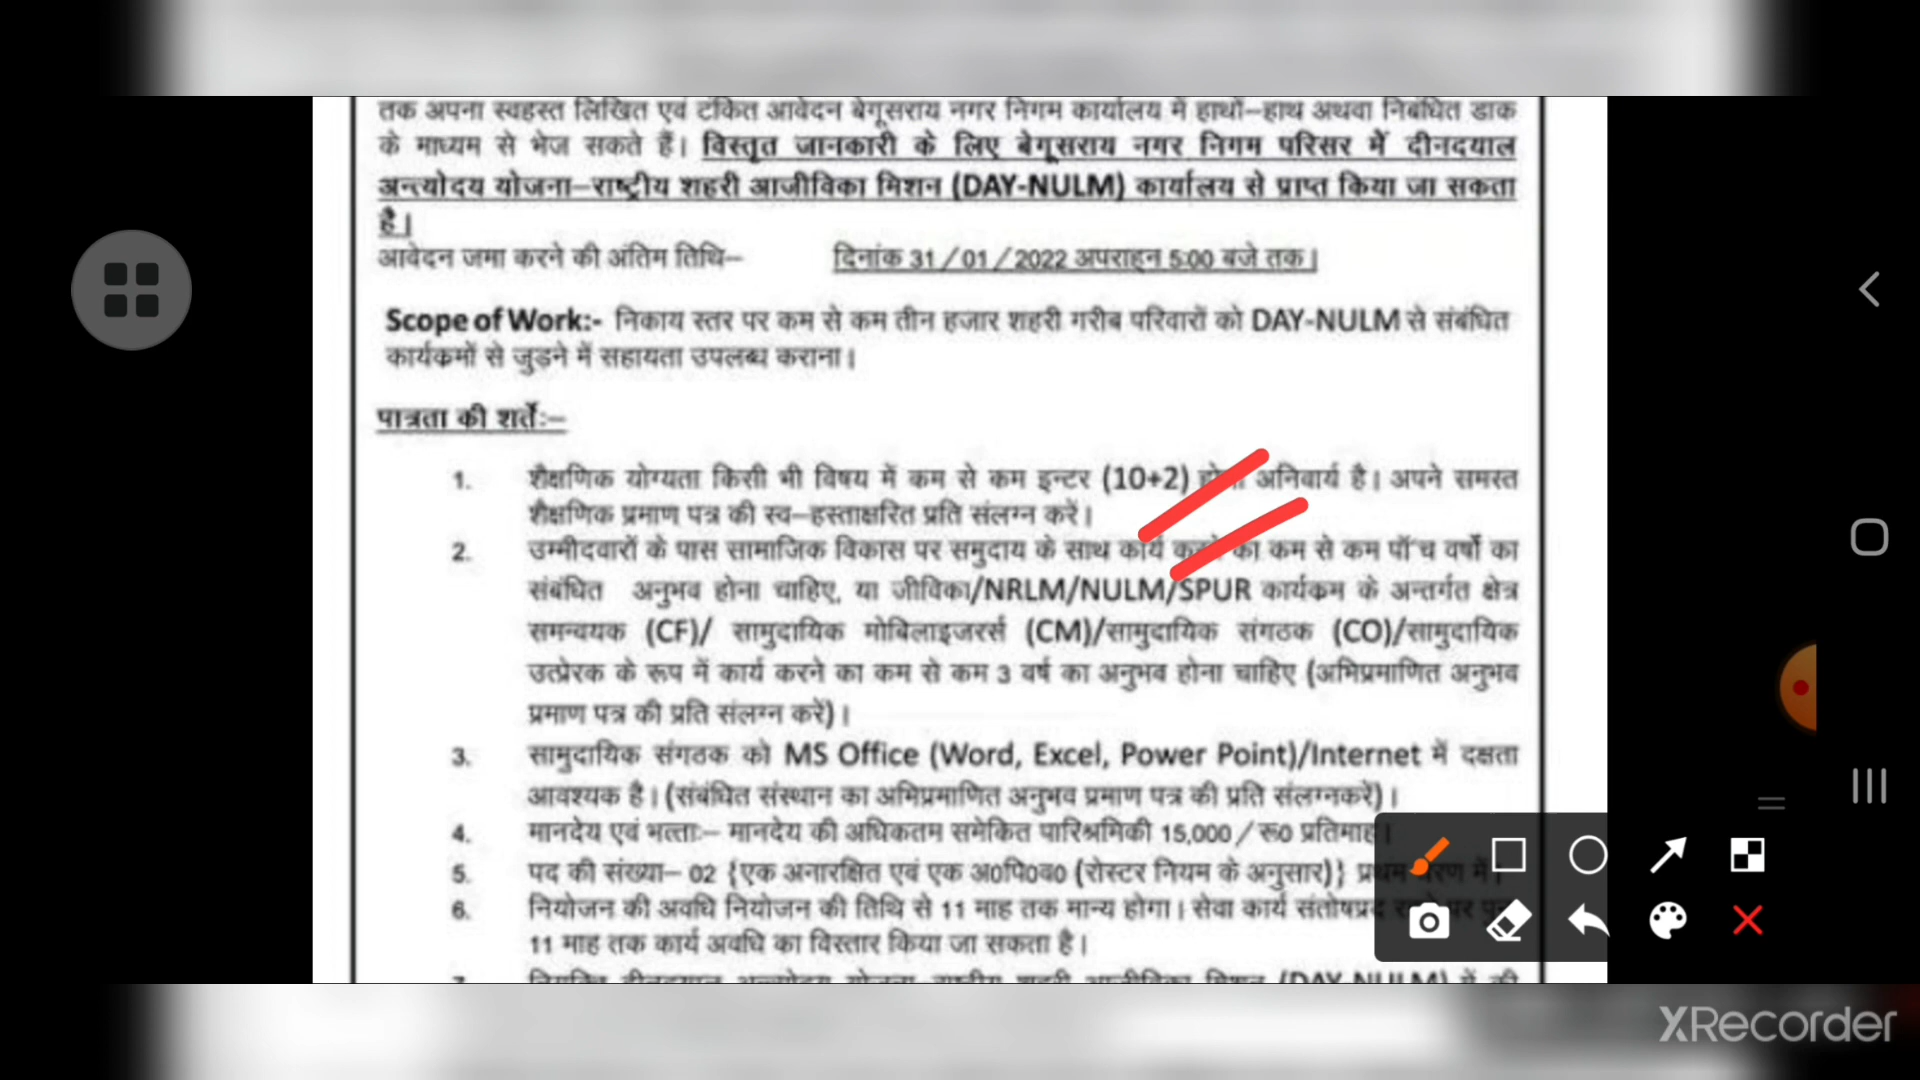 तक अपना स्वहस्त लिखित एवं टंकित आवेदन बेगूसराय नगर निगम कार्यालय में हाथों–हाथ अथवा निबंधित डाक
के माध्यम से भेज सकते हैं। विस्तृत जानकारी के लिए बेगूसराय नगर निगम परिसर में दीनदयाल
अन्त्योदय योजना–राष्ट्रीय शहरी आजीविका मिशन (DAY-NULM) कार्यालय से प्राप्त किया जा सकता
है।
आवेदन जमा करने की अंतिम तिथि– दिनांक 31/01/2022 अपराहन 5:00 बजे तक।
Scope of Work:- निकाय स्तर पर कम से कम तीन हजार शहरी गरीब परिवारों को DAY-NULM से संबंधित
कार्यक्रमों से जुड़ने में सहायता उपलब्ध कराना।
पात्रता की शर्तेः–
1. शैक्षणिक योग्यता किसी भी विषय में कम से कम इन्टर (10+2) अनिवार्य है। अपने समस्त
शैक्षणिक प्रमाण पत्र की स्व–हस्ताक्षरित प्रति संलग्न करें।
2. उम्मीदवारों के पास सामाजिक विकास पर समुदाय के साथ कार्य का कम से कम पॉच वर्षो का
संबंधित अनुभव होना चाहिए, या जीविका/NRLM/NULM/SPUR कार्यक्रम के अन्तर्गत क्षेत्र
समन्वयक (CF)/ सामुदायिक मोबिलाइजरर्स (CM)/सामुदायिक संगठक (CO)/सामुदायिक
उत्प्रेरक के रूप में कार्य करने का कम से कम 3 वर्ष का अनुभव होना चाहिए (अभिप्रमाणित अनुभव
प्रमाण पत्र की प्रति संलग्न करें)।
3. सामुदायिक संगठक को MS Office (Word, Excel, Power Point)/Internet में दक्षता
आवश्यक है। (संबंधित संस्थान का अभिप्रमाणित अनुभव प्रमाण पत्र की प्रति संलग्नकरें)।
4. मानदेय एवं भत्ताः– मानदेय की अधिकतम समेकित पारिश्रमिकी 15,000/रू0 प्रतिमाह।
5. पद की संख्या– 02 {एक अनारक्षित एवं एक अ0पि0व0 (रोस्टर नियम के अनुसार)} प्रथम चरण में।
6. नियोजन की अवधि नियोजन की तिथि से 11 माह तक मान्य होगा। सेवा कार्य संतोषप्रद
11 माह तक कार्य अवधि का विस्तार किया जा सकता है।
(DAY-NULM) में की
XRecorder